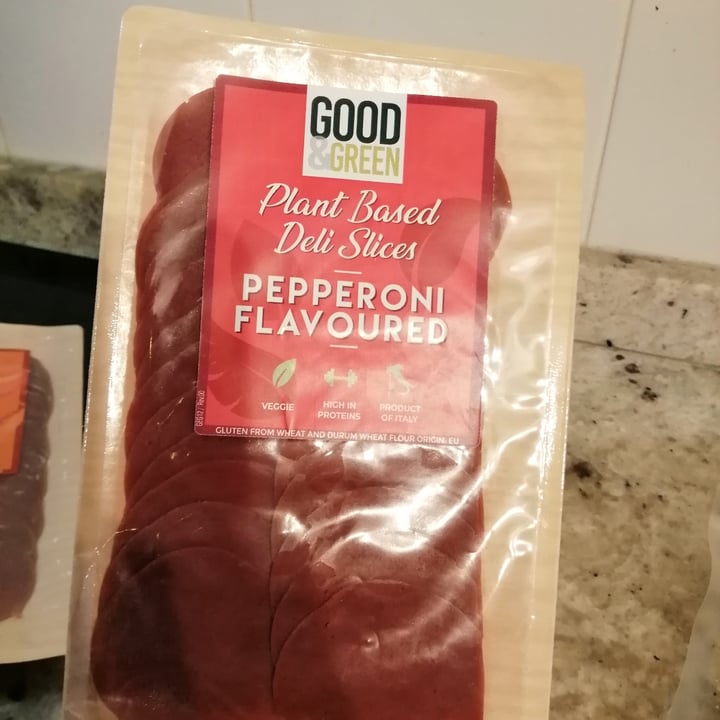 GOOD
&GREEN
Plant Based
Deli Slices
PEPPERONI
FLAVOURED
VEGGIE
HIGH IN
PROTEINS
PRODUCT
OF ITALY
GLUTEN FROM WHEAT AND DURUM WHEAT FLOUR ORIGIN: EU